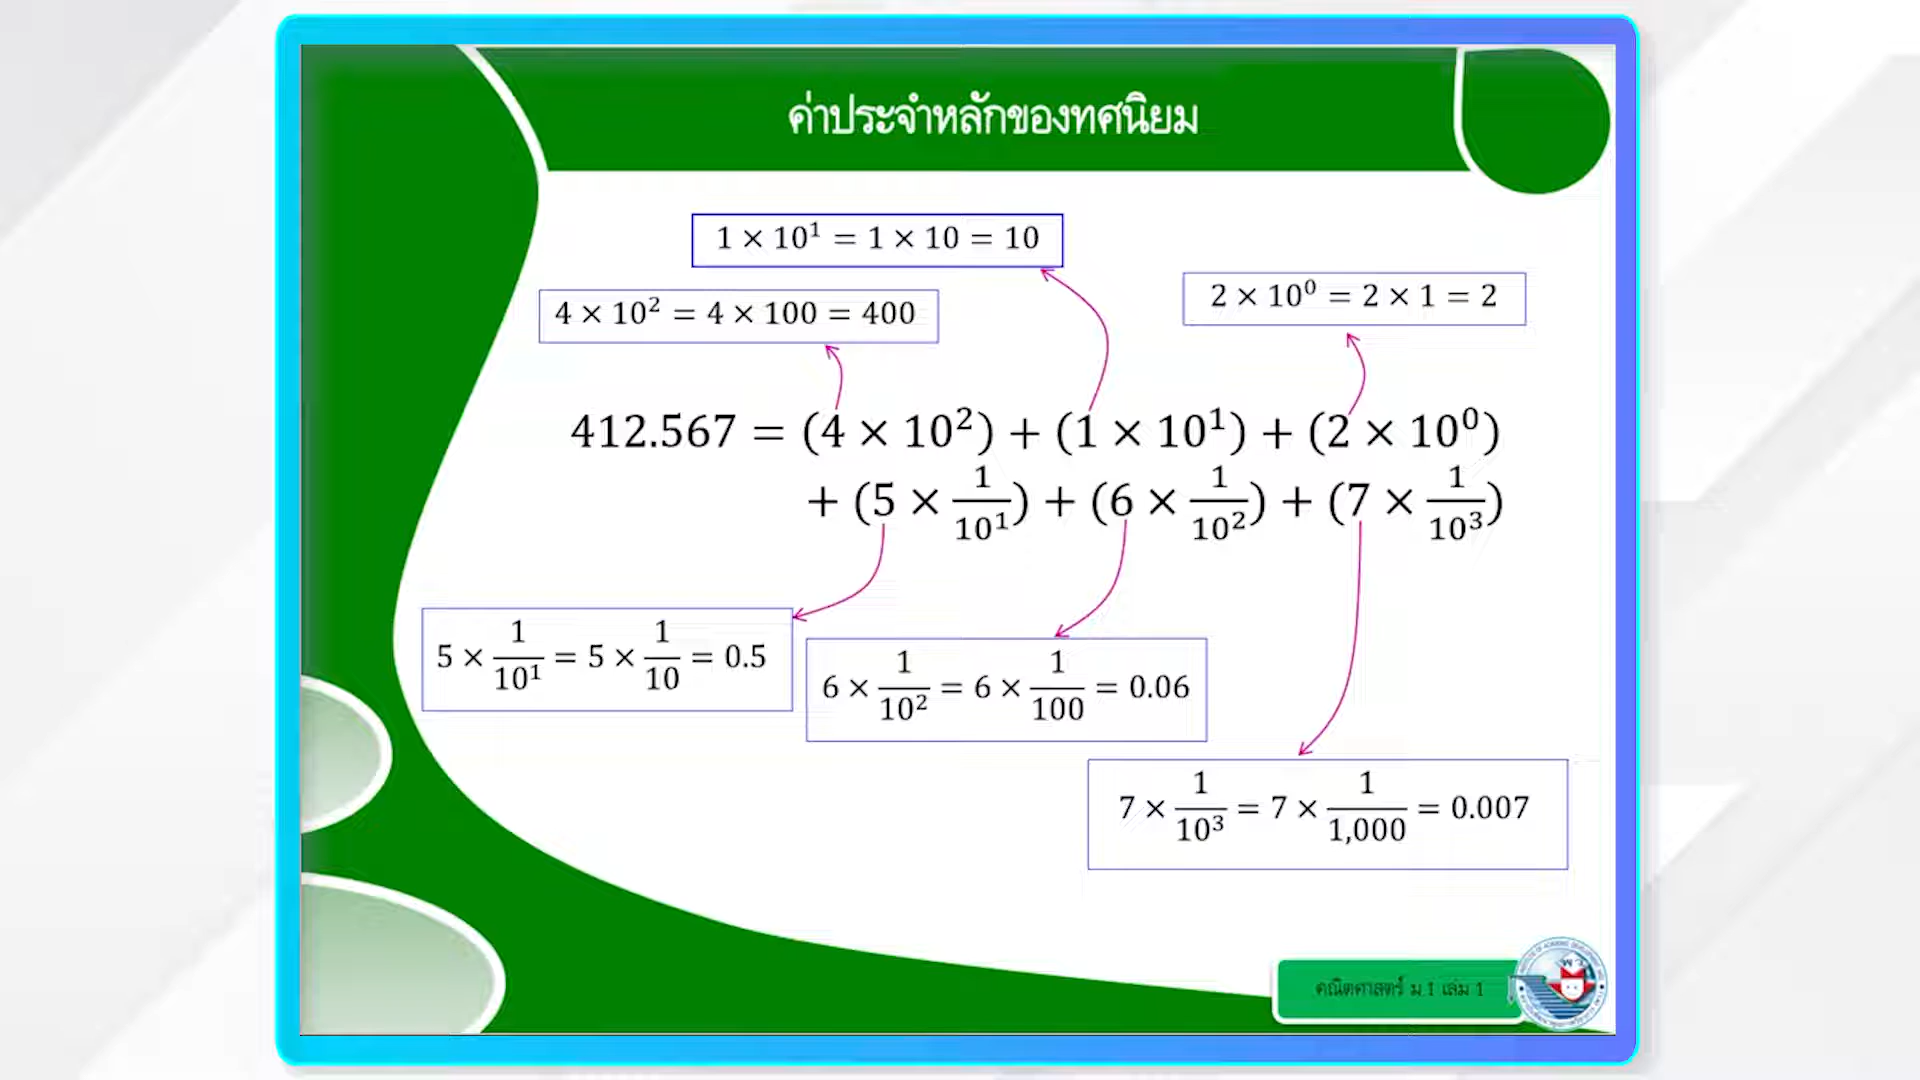 ค่าประจำหลักของทศนิยม
1 × 10¹ = 1 × 10 = 10
4 × 10² = 4 × 100 = 400
2 × 10⁰ = 2 × 1 = 2
412.567 = (4 × 10²) + (1 × 10¹) + (2 × 10⁰)
+ (5 × 1/10¹) + (6 × 1/10²) + (7 × 1/10³)
5 × 1/10¹ = 5 × 1/10 = 0.5
6 × 1/10² = 6 × 1/100 = 0.06
7 × 1/10³ = 7 × 1/1,000 = 0.007
คณิตศาสตร์ ม.1 เล่ม 1